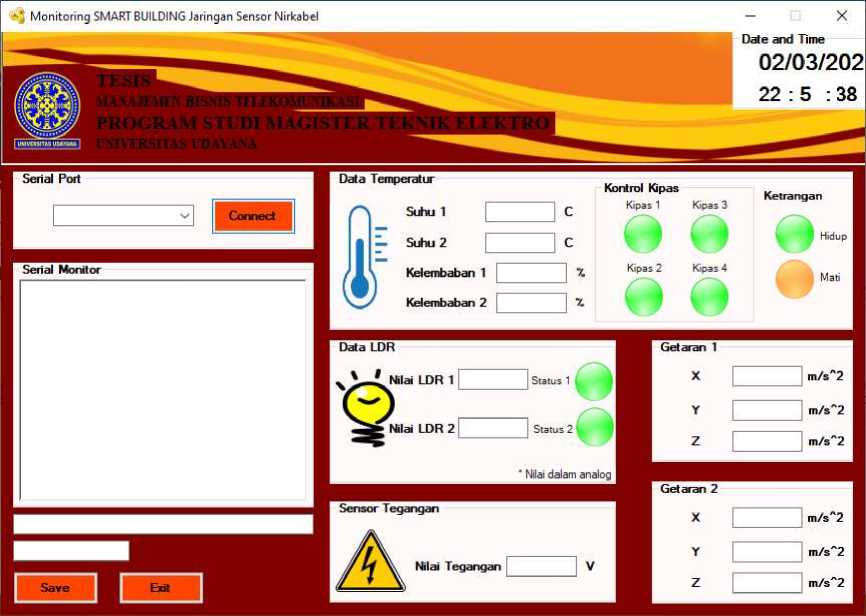 Monitoring SMART BUILDING Jaringan Sensor Nirkabel
Date and Time
02/03/202
22 : 5 : 38
TESIS
MANAJEMEN BISNIS TELEKOMUNIKASI
PROGRAM STUDI MAGISTER TEKNIK ELEKTRO
UNIVERSITAS UDAYANA
UNIVERSITAS UDAYANA
Serial Port
Connect
Serial Monitor
Save
Exit
Data Temperatur
Suhu 1 C
Suhu 2 C
Kelembaban 1 %
Kelembaban 2 %
Kontrol Kipas
Kipas 1 Kipas 3
Kipas 2 Kipas 4
Ketrangan
Hidup
Mati
Data LDR
Nilai LDR 1 Status 1
Nilai LDR 2 Status 2
* Nilai dalam analog
Sensor Tegangan
Nilai Tegangan V
Getaran 1
X m/s^2
Y m/s^2
Z m/s^2
Getaran 2
X m/s^2
Y m/s^2
Z m/s^2